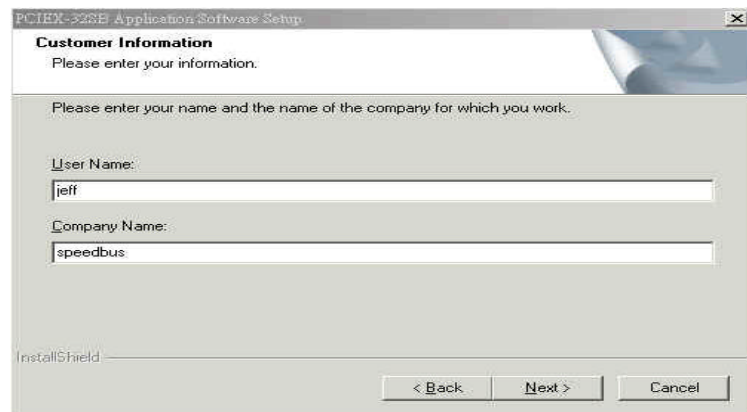 PCIEX-32SB Application Software Setup
Customer Information
Please enter your information.
Please enter your name and the name of the company for which you work.
User Name:
jeff
Company Name:
speedbus
InstallShield
< Back
Next >
Cancel